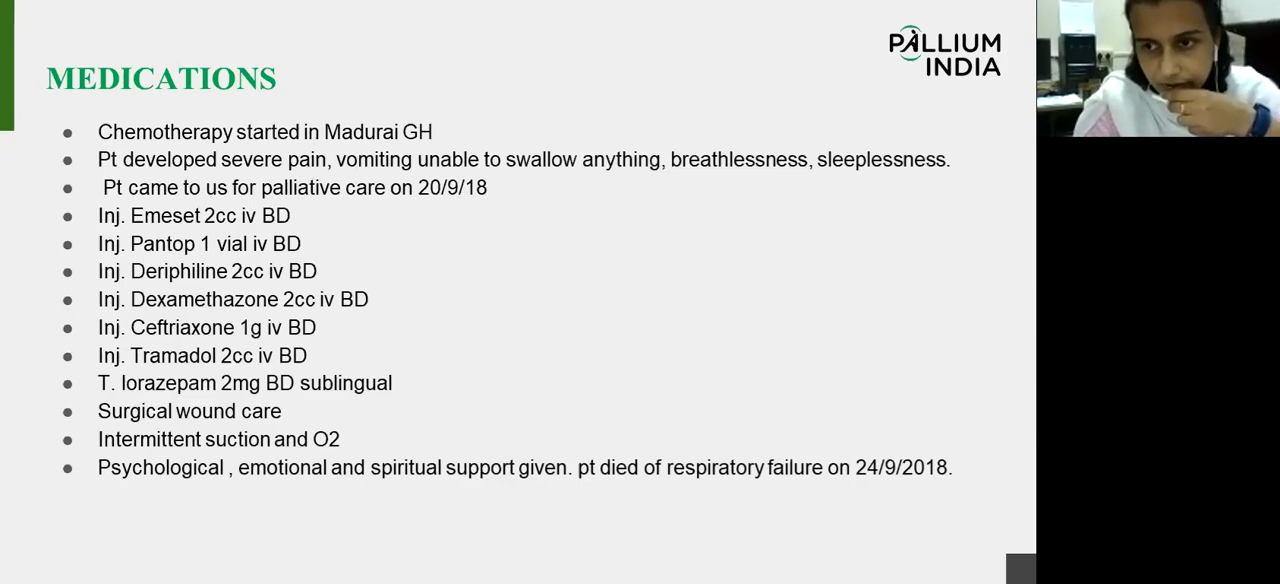 PALLIUM
INDIA
MEDICATIONS
● Chemotherapy started in Madurai GH
● Pt developed severe pain, vomiting unable to swallow anything, breathlessness, sleeplessness.
● Pt came to us for palliative care on 20/9/18
● Inj. Emeset 2cc iv BD
● Inj. Pantop 1 vial iv BD
● Inj. Deriphiline 2cc iv BD
● Inj. Dexamethazone 2cc iv BD
● Inj. Ceftriaxone 1g iv BD
● Inj. Tramadol 2cc iv BD
● T. lorazepam 2mg BD sublingual
● Surgical wound care
● Intermittent suction and O2
● Psychological , emotional and spiritual support given. pt died of respiratory failure on 24/9/2018.